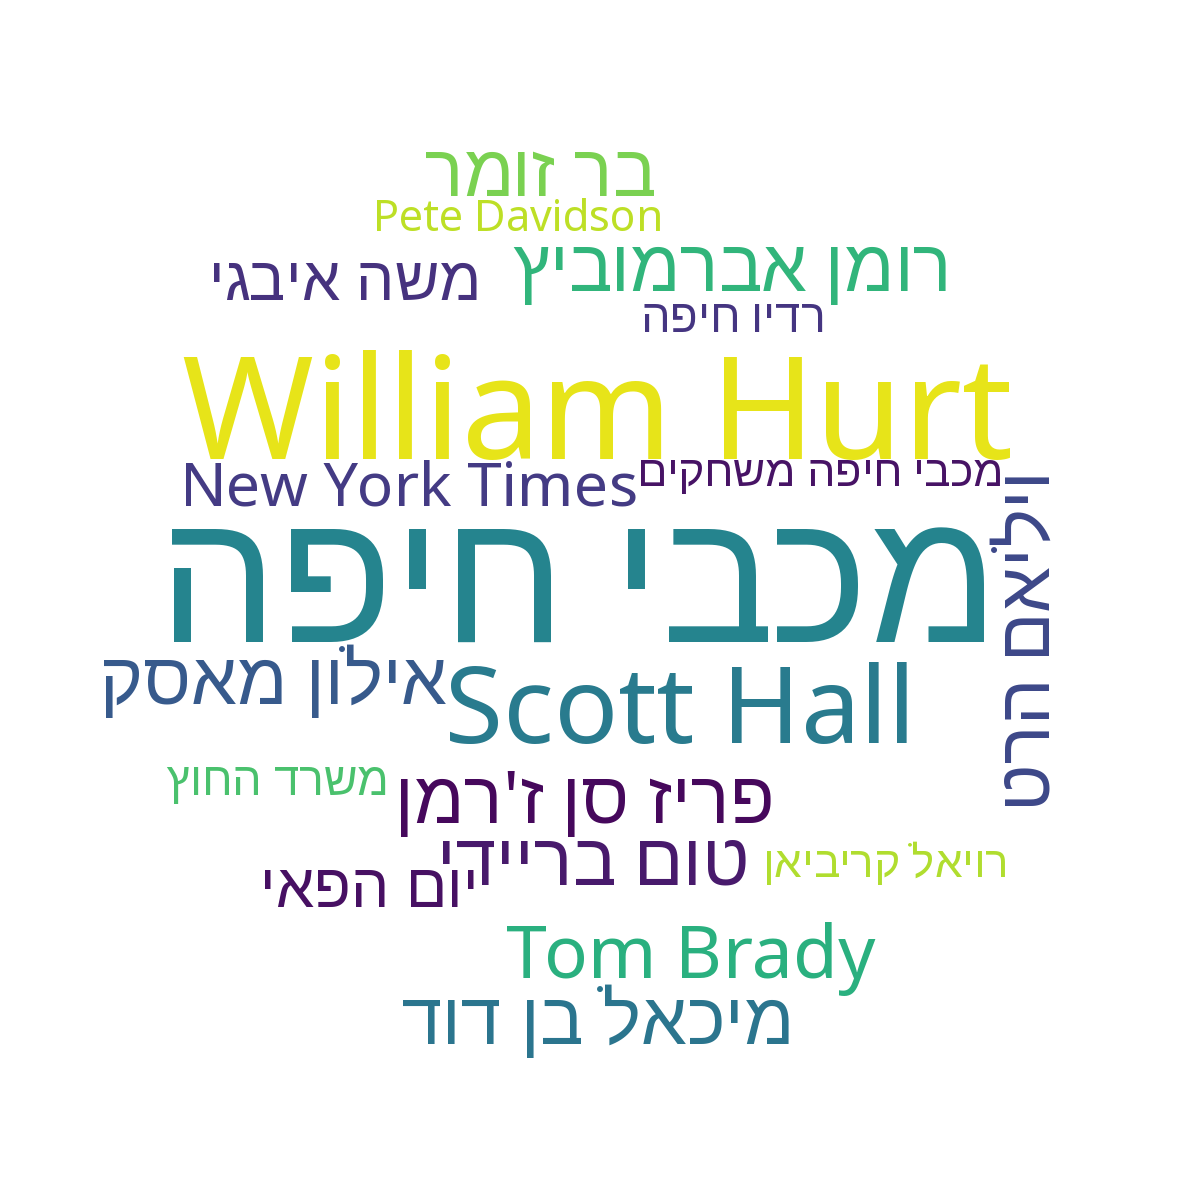 בר זומר
Pete Davidson
רומן אברמוביץ
משה איבגי
רדיו חיפה
William Hurt
מכבי חיפה משחקים
New York Times
ויליאם הרט
מכבי חיפה
אילון מאסק
Scott Hall
משרד החוץ
פריז סן ז'רמן
טום בריידי
רויאל קריביאן
יום הפאי
Tom Brady
מיכאל בן דוד